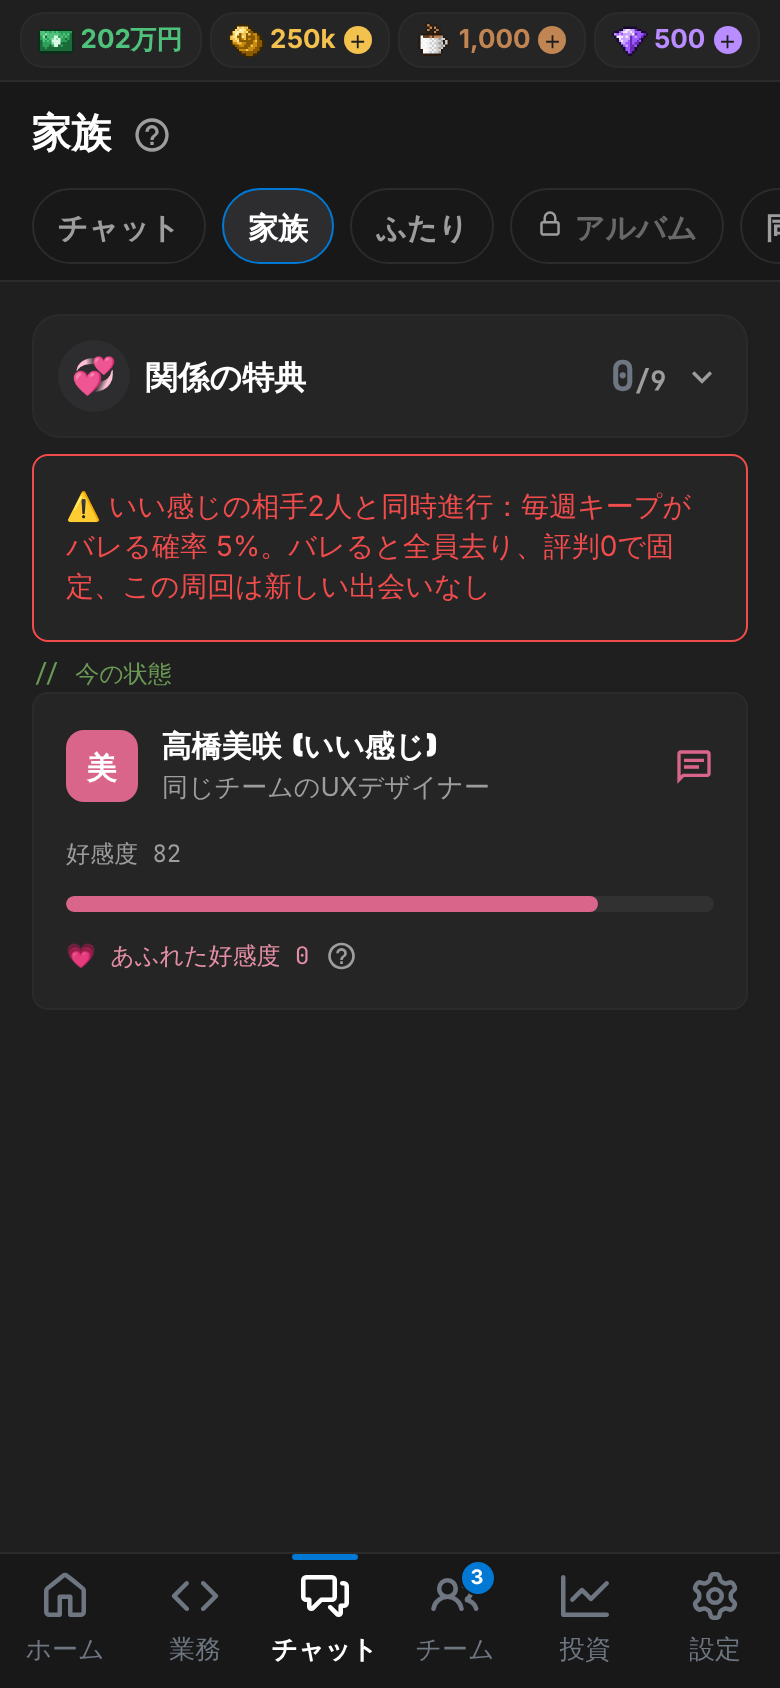 202万円 250k 1,000 500
家族
チャット 家族 ふたり アルバム
関係の特典 0/9
⚠️ いい感じの相手2人と同時進行：毎週キープが
バレる確率 5%。バレると全員去り、評判0で固
定、この周回は新しい出会いなし
// 今の状態
美 高橋美咲 (いい感じ)
同じチームのUXデザイナー
好感度 82
💗 あふれた好感度 0
3
ホーム 業務 チャット チーム 投資 設定